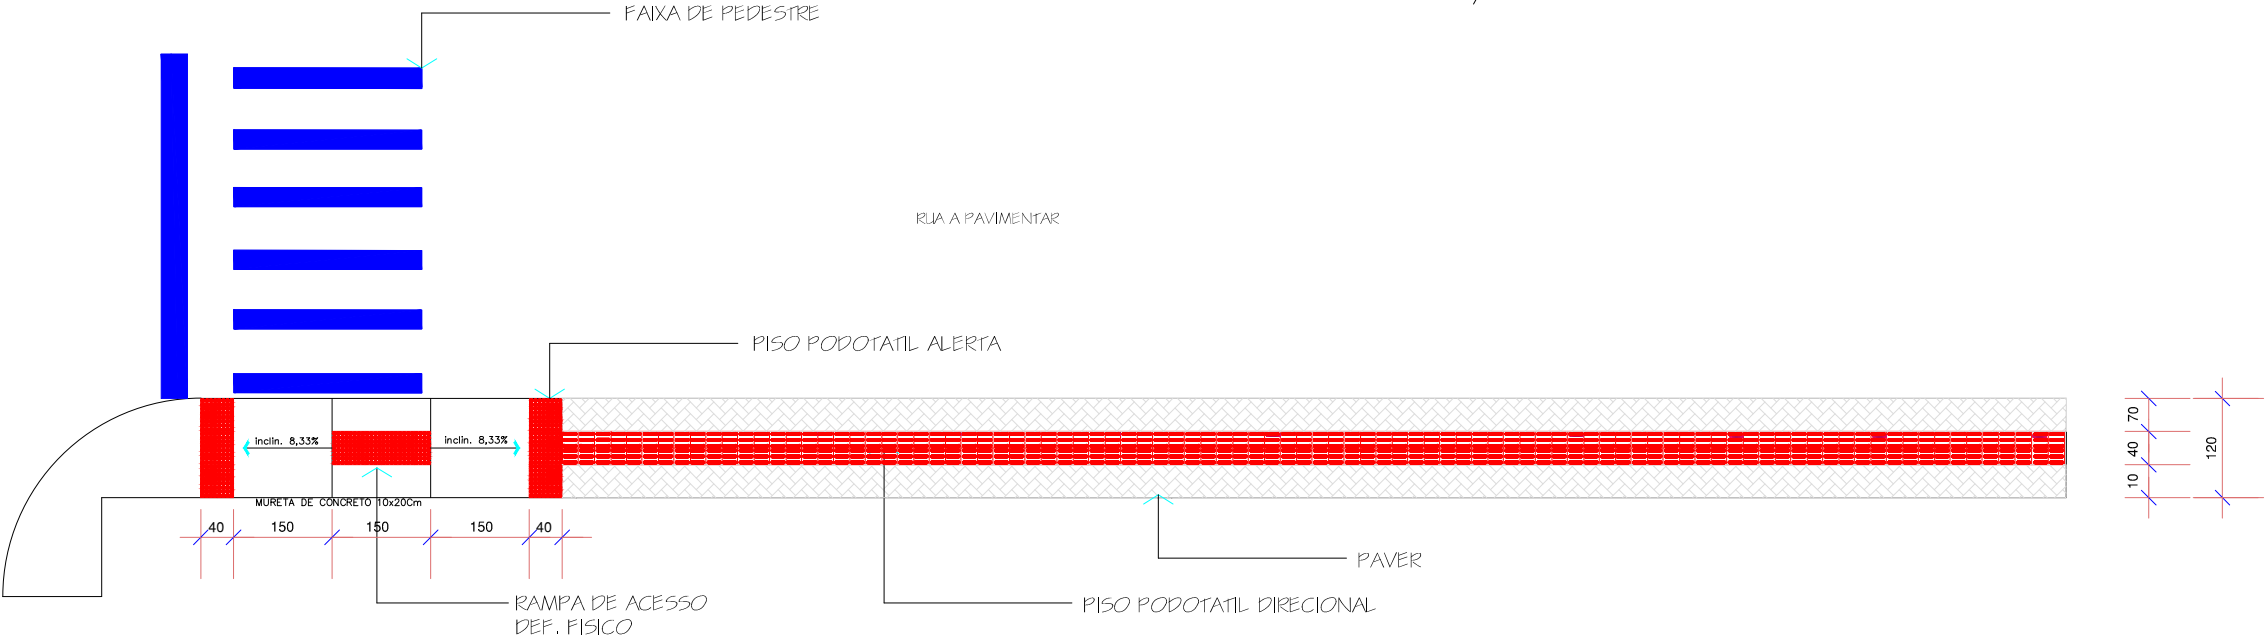 FAIXA DE PEDESTRE
RUA A PAVIMENTAR
PISO PODOTATIL ALERTA
inclin. 8,33%
inclin. 8,33%
MURETA DE CONCRETO 10x20Cm
40
150
150
150
40
70
40
10
120
PAVER
RAMPA DE ACESSO
DEF. FISICO
PISO PODOTATIL DIRECIONAL